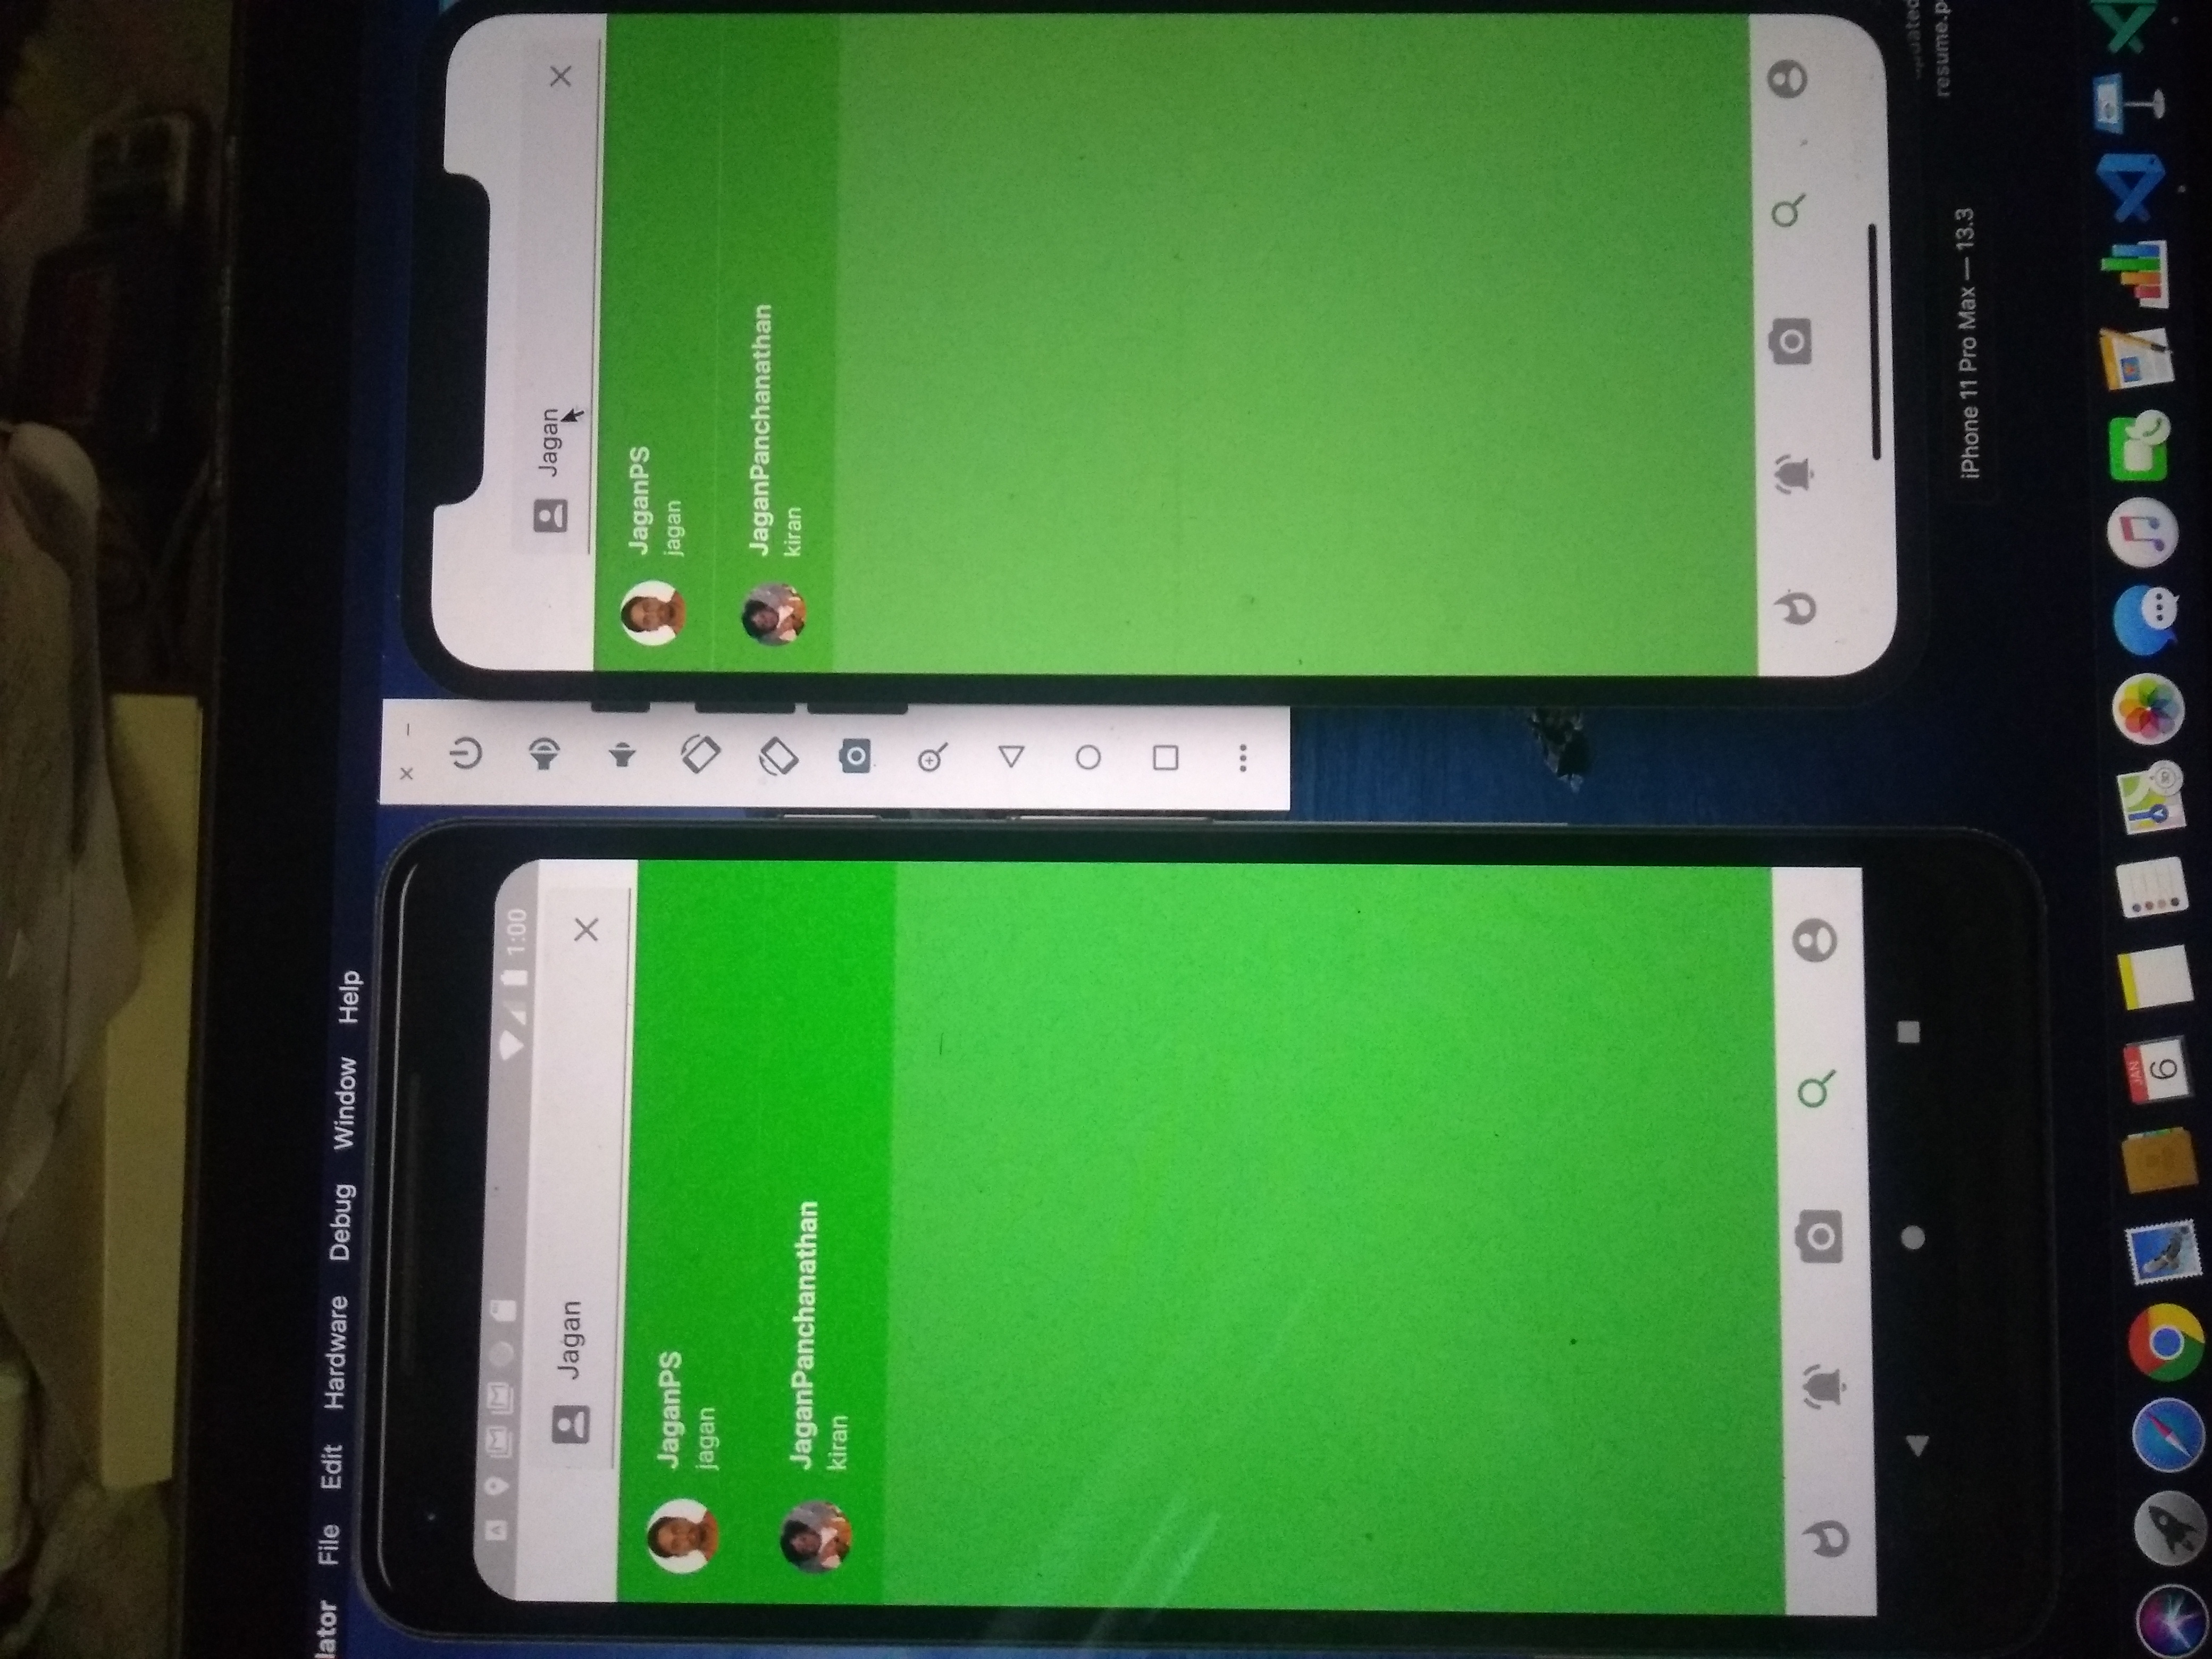 lator File Edit Hardware Debug Window Help
1:00
Jagan
JaganPS
jagan
JaganPanchanathan
kiran
Jagan
JaganPS
jagan
JaganPanchanathan
kiran
resume.p
iPhone 11 Pro Max — 13.3
JAN
6